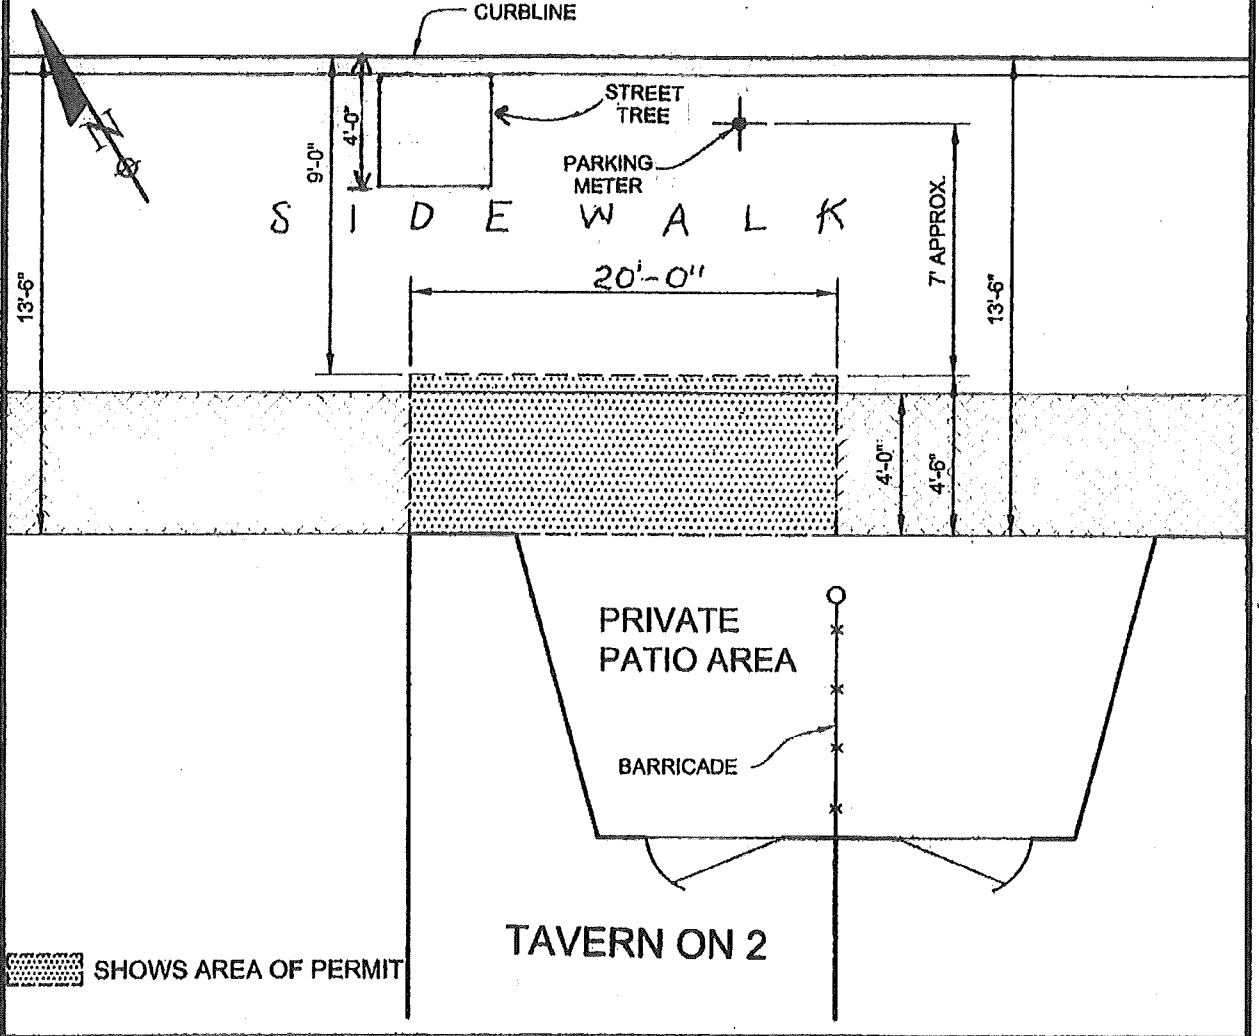 CURBLINE
STREET
TREE
PARKING
METER
N
4'-0"
9'-0"
SIDEWALK
20'-0"
7' APPROX.
13'-6"
13'-6"
4'-0"
4'-6"
PRIVATE
PATIO AREA
BARRICADE
TAVERN ON 2
SHOWS AREA OF PERMIT